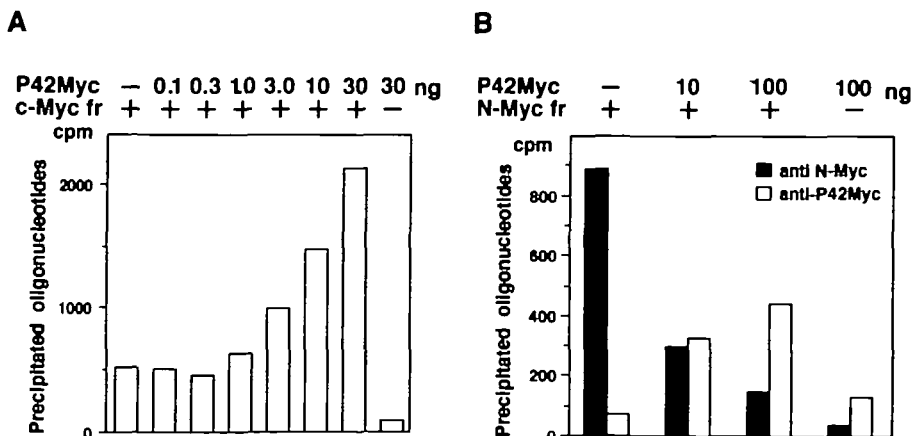 A
P42Myc — 0.1 0.3 1.0 3.0 10 30 30 ng
c-Myc fr + + + + + + + —
cpm
Precipitated oligonucleotides
2000
1000
0
B
P42Myc — 10 100 100 ng
N-Myc fr + + + —
cpm
Precipitated oligonucleotides
anti N-Myc
anti-P42Myc
800
600
400
200
0